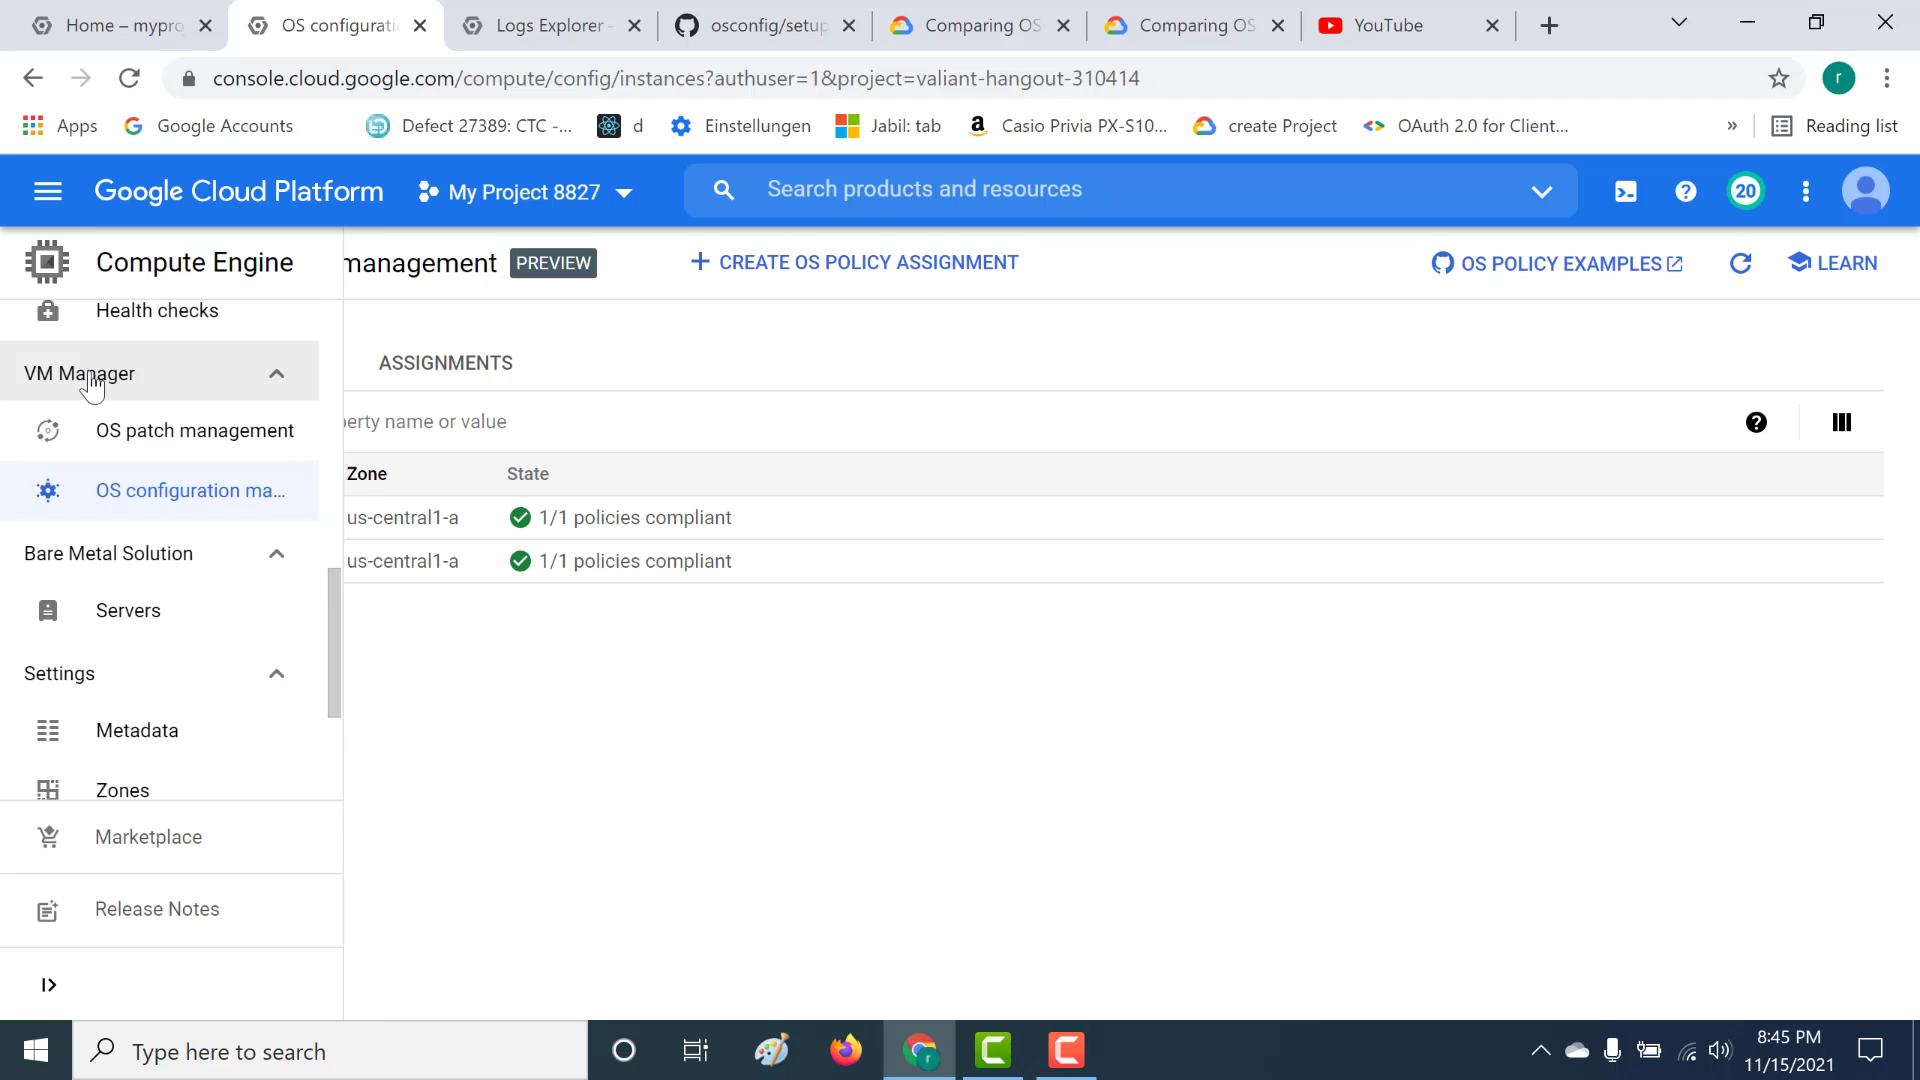 Home – mypro
OS configurati
Logs Explorer -
osconfig/setup
Comparing OS
Comparing OS
YouTube
console.cloud.google.com/compute/config/instances?authuser=1&project=valiant-hangout-310414
r
Apps
Google Accounts
Defect 27389: CTC -...
d
Einstellungen
Jabil: tab
Casio Privia PX-S10...
create Project
OAuth 2.0 for Client...
»
Reading list
Google Cloud Platform
My Project 8827
Search products and resources
20
Compute Engine
management
PREVIEW
CREATE OS POLICY ASSIGNMENT
OS POLICY EXAMPLES
LEARN
Health checks
VM Manager
OS patch management
OS configuration ma...
Bare Metal Solution
Servers
Settings
Metadata
Zones
Marketplace
Release Notes
ASSIGNMENTS
perty name or value
Zone State
us-central1-a 1/1 policies compliant
us-central1-a 1/1 policies compliant
Type here to search
8:45 PM
11/15/2021